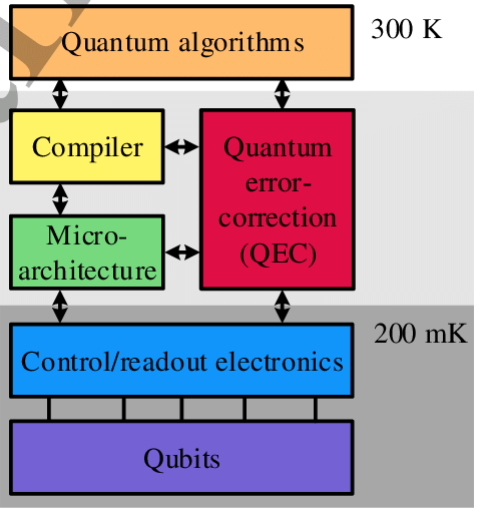 Quantum algorithms
300 K
Compiler
Quantum
error-
correction
(QEC)
Micro-
architecture
200 mK
Control/readout electronics
Qubits